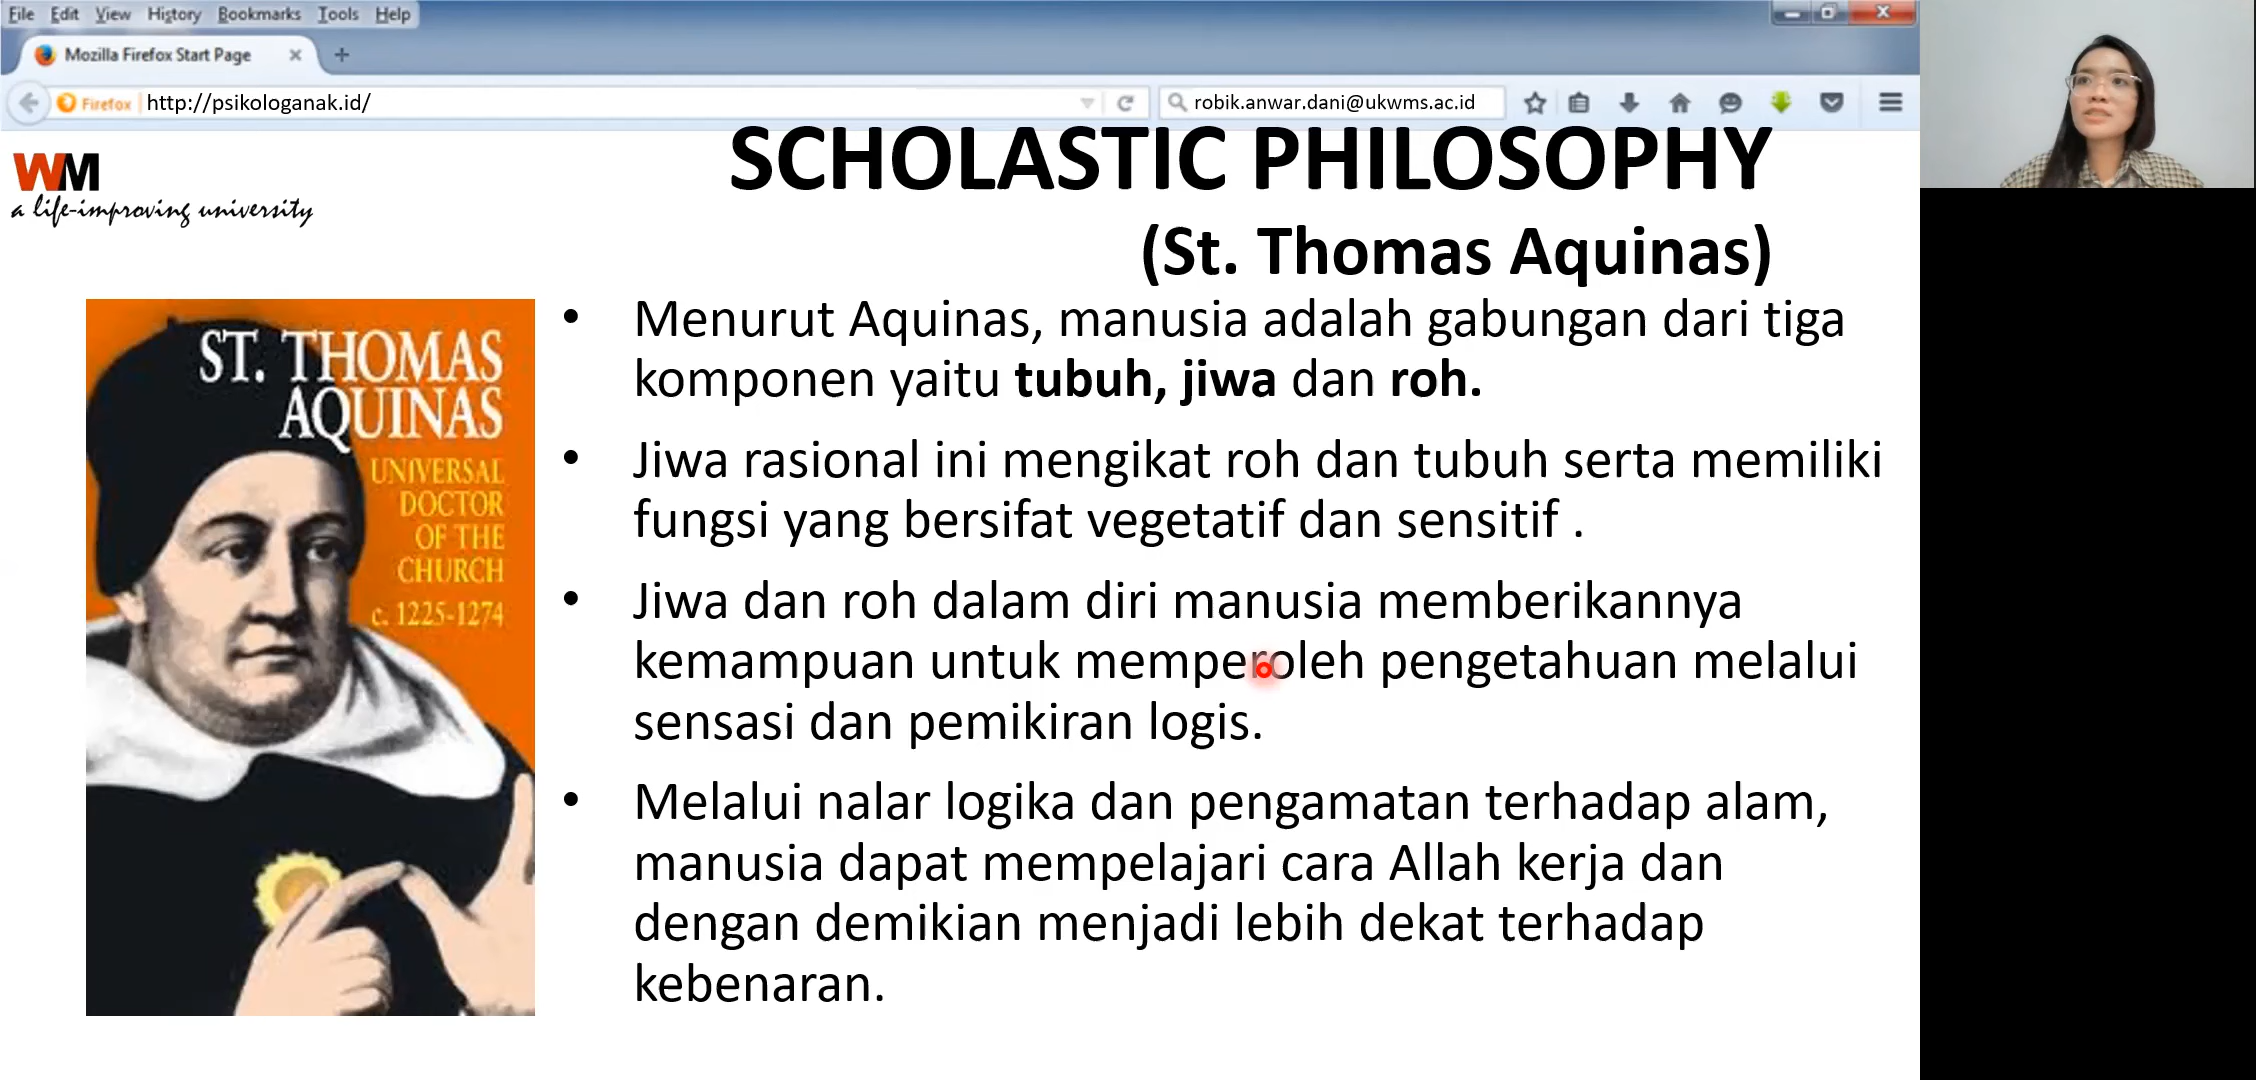 File Edit View History Bookmarks Tools Help
Mozilla Firefox Start Page
Firefox http://psikologanak.id/
robik.anwar.dani@ukwms.ac.id
WM
a life-improving university
SCHOLASTIC PHILOSOPHY
(St. Thomas Aquinas)
ST. THOMAS
AQUINAS
UNIVERSAL
DOCTOR
OF THE
CHURCH
c. 1225-1274
• Menurut Aquinas, manusia adalah gabungan dari tiga
komponen yaitu tubuh, jiwa dan roh.
• Jiwa rasional ini mengikat roh dan tubuh serta memiliki
fungsi yang bersifat vegetatif dan sensitif .
• Jiwa dan roh dalam diri manusia memberikannya
kemampuan untuk memperoleh pengetahuan melalui
sensasi dan pemikiran logis.
• Melalui nalar logika dan pengamatan terhadap alam,
manusia dapat mempelajari cara Allah kerja dan
dengan demikian menjadi lebih dekat terhadap
kebenaran.